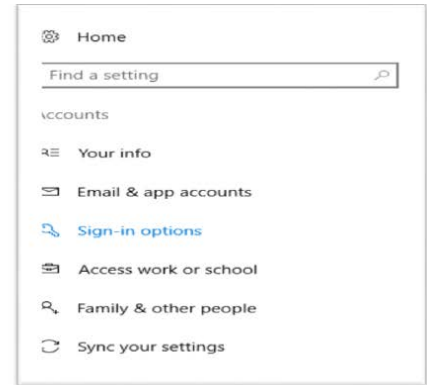 Home
Find a setting
Accounts
Your info
Email & app accounts
Sign-in options
Access work or school
Family & other people
Sync your settings